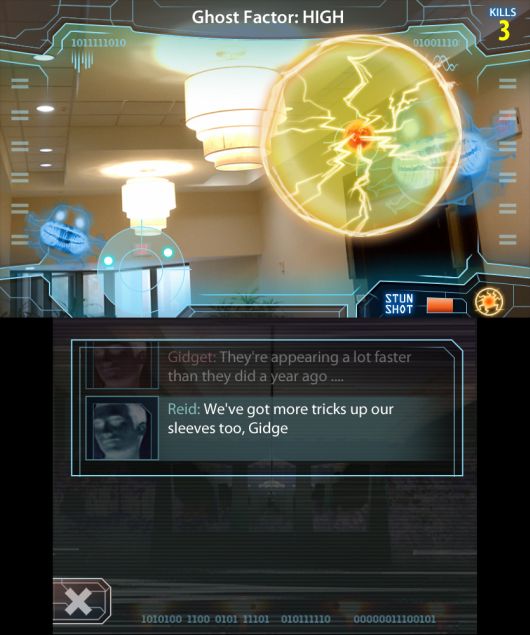 Ghost Factor: HIGH
KILLS
3
1011111010
01001110
STUN
SHOT
Gidget: They're appearing a lot faster
than they did a year ago ....
Reid: We've got more tricks up our
sleeves too, Gidge
1010100 1100 0101 11101 010111110 00000011100101